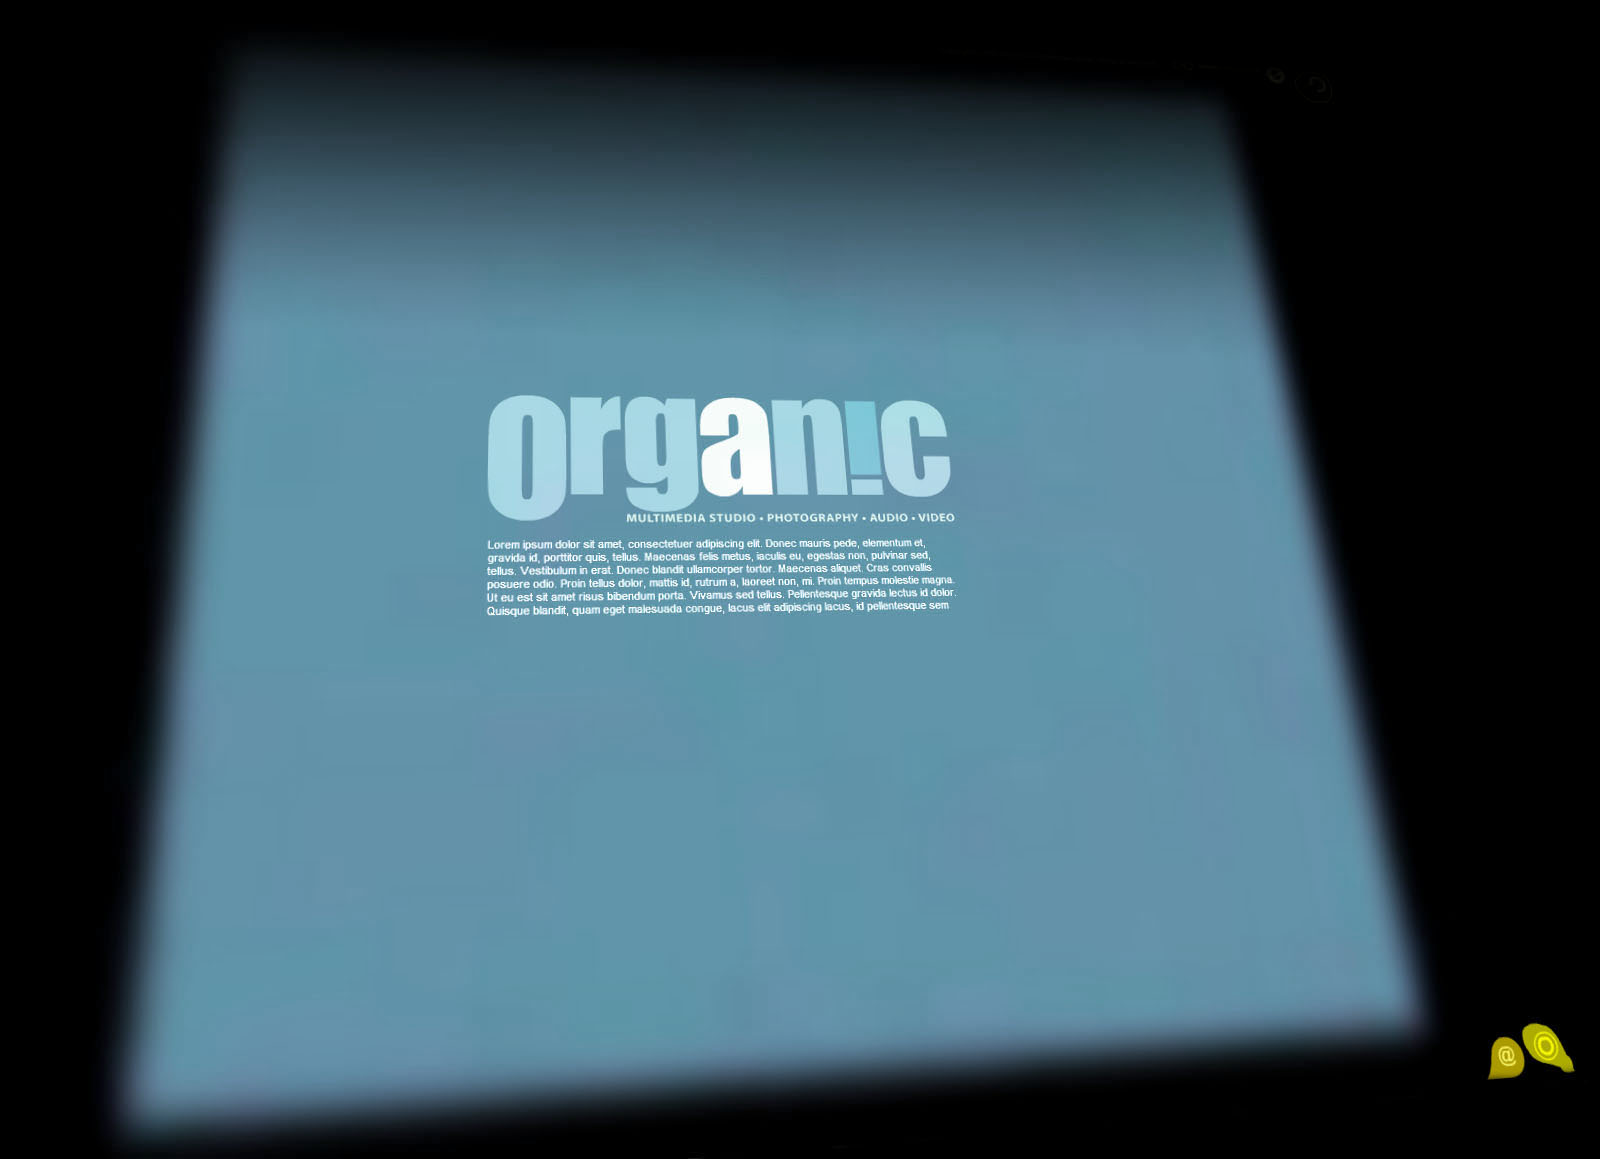 organ!c
MULTIMEDIA STUDIO • PHOTOGRAPHY • AUDIO • VIDEO
Lorem ipsum dolor sit amet, consectetuer adipiscing elit. Donec mauris pede, elementum et,
gravida id, porttitor quis, tellus. Maecenas felis metus, iaculis eu, egestas non, pulvinar sed,
tellus. Vestibulum in erat. Donec blandit ullamcorper tortor. Maecenas aliquet. Cras convallis
posuere odio. Proin tellus dolor, mattis id, rutrum a, laoreet non, mi. Proin tempus molestie magna.
Ut eu est sit amet risus bibendum porta. Vivamus sed tellus. Pellentesque gravida lectus id dolor.
Quisque blandit, quam eget malesuada congue, lacus elit adipiscing lacus, id pellentesque sem
@